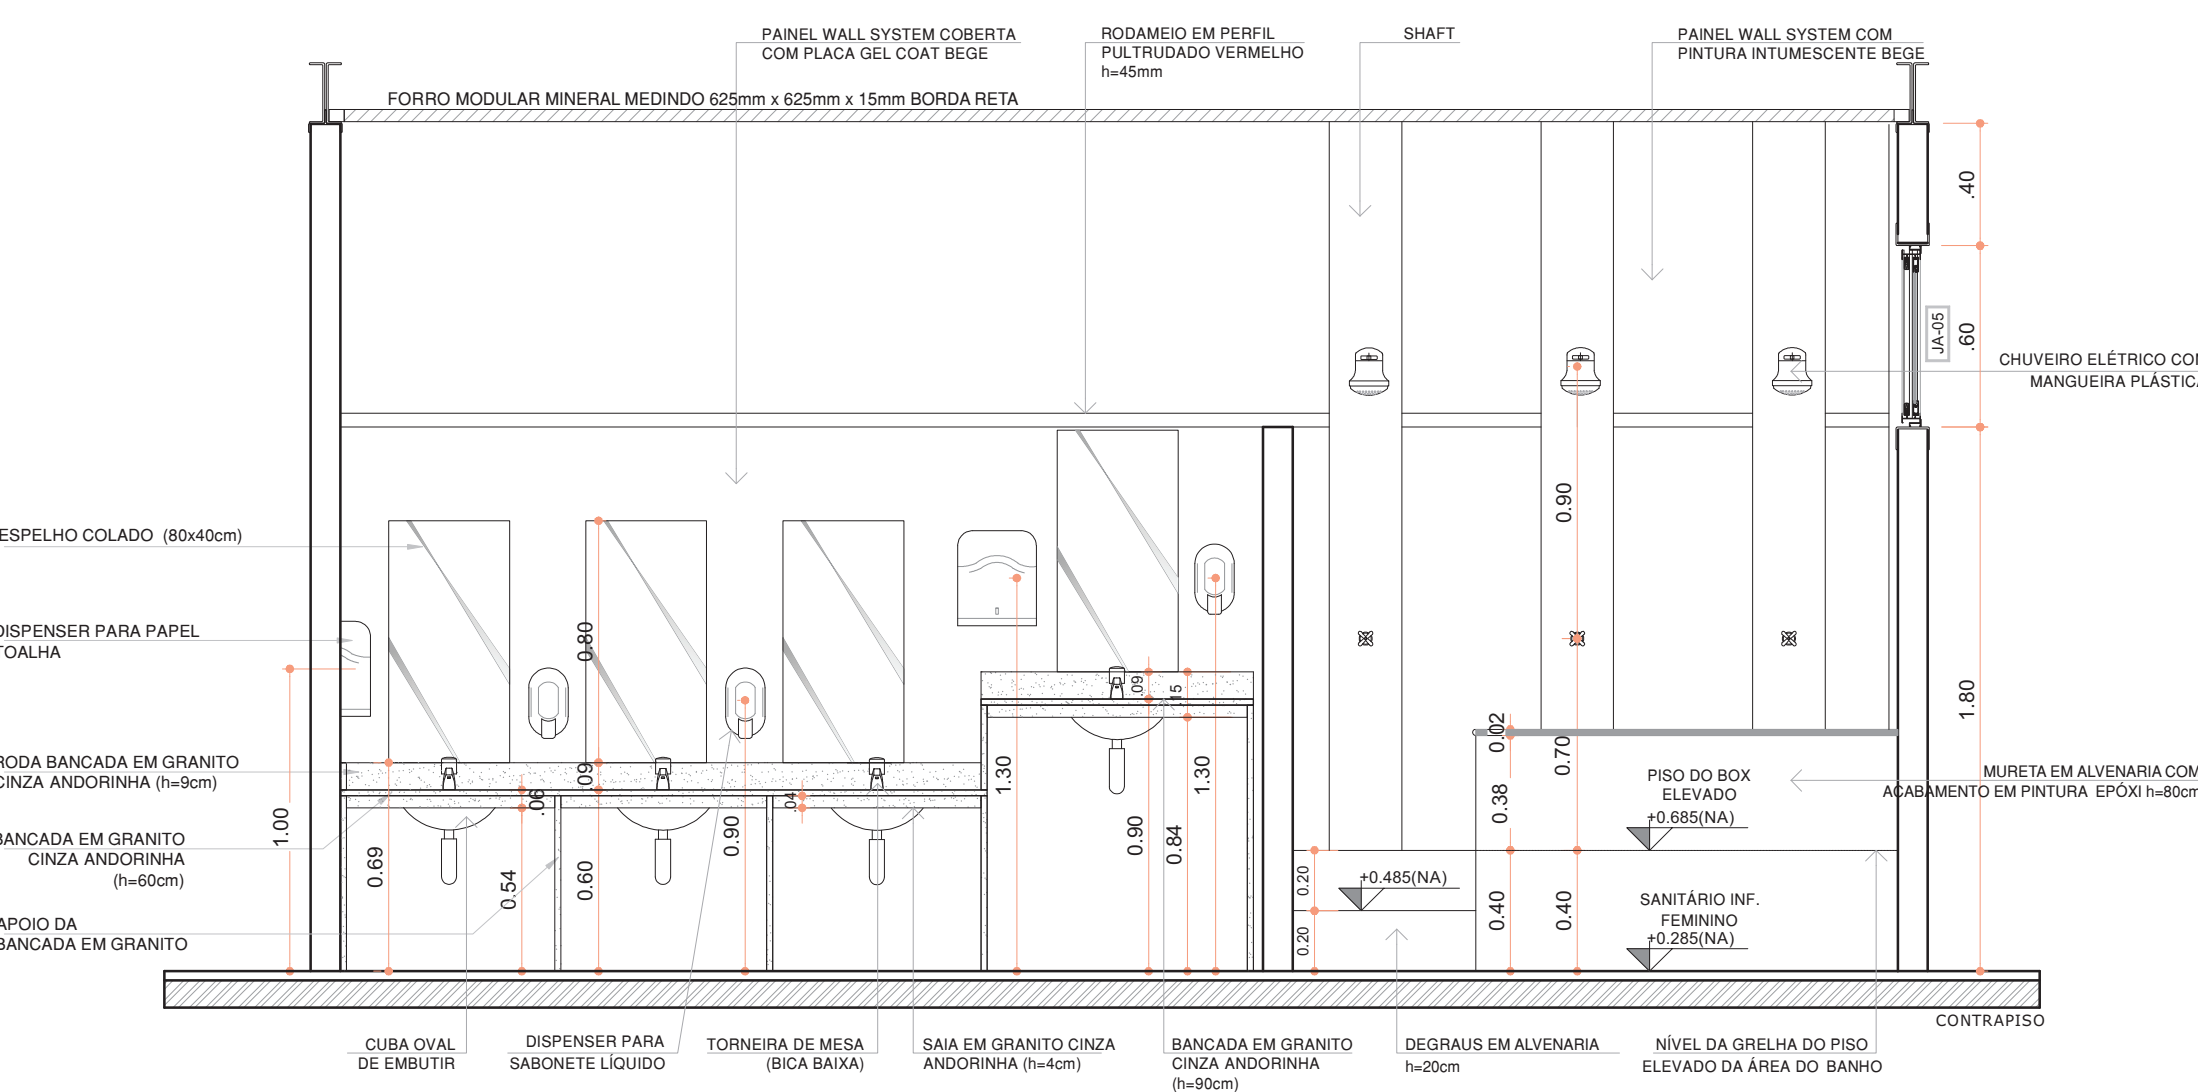 PAINEL WALL SYSTEM COBERTA
COM PLACA GEL COAT BEGE
RODAMEIO EM PERFIL
PULTRUDADO VERMELHO
h=45mm
SHAFT
PAINEL WALL SYSTEM COM
PINTURA INTUMESCENTE BEGE
FORRO MODULAR MINERAL MEDINDO 625mm x 625mm x 15mm BORDA RETA
.40
JA-05
.60
CHUVEIRO ELÉTRICO CO
MANGUEIRA PLÁSTICA
0.90
ESPELHO COLADO (80x40cm)
0.80
DISPENSER PARA PAPEL
TOALHA
.09
.15
1.80
0.02
0.70
RODA BANCADA EM GRANITO
CINZA ANDORINHA (h=9cm)
.09
.06
.04
1.30
1.30
0.38
PISO DO BOX
ELEVADO
+0.685(NA)
MURETA EM ALVENARIA COM
ACABAMENTO EM PINTURA EPÓXI h=80cm
1.00
BANCADA EM GRANITO
CINZA ANDORINHA
(h=60cm)
0.69
0.54
0.60
0.90
0.90
0.84
0.20
+0.485(NA)
0.40
0.40
SANITÁRIO INF.
FEMININO
+0.285(NA)
0.20
APOIO DA
BANCADA EM GRANITO
CONTRAPISO
CUBA OVAL
DE EMBUTIR
DISPENSER PARA
SABONETE LÍQUIDO
TORNEIRA DE MESA
(BICA BAIXA)
SAIA EM GRANITO CINZA
ANDORINHA (h=4cm)
BANCADA EM GRANITO
CINZA ANDORINHA
(h=90cm)
DEGRAUS EM ALVENARIA
h=20cm
NÍVEL DA GRELHA DO PISO
ELEVADO DA ÁREA DO BANHO